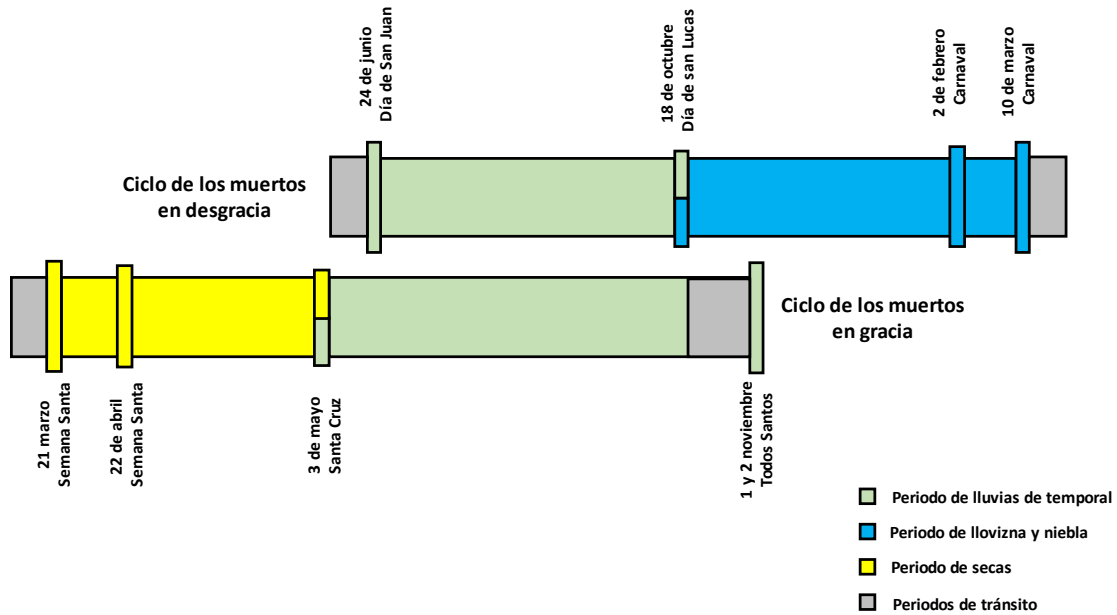 24 de junio
Día de San Juan
18 de octubre
Día de san Lucas
2 de febrero
Carnaval
10 de marzo
Carnaval
Ciclo de los muertos
en desgracia
Ciclo de los muertos
en gracia
21 marzo
Semana Santa
22 de abril
Semana Santa
3 de mayo
Santa Cruz
1 y 2 noviembre
Todos Santos
Periodo de lluvias de temporal
Periodo de llovizna y niebla
Periodo de secas
Periodos de tránsito